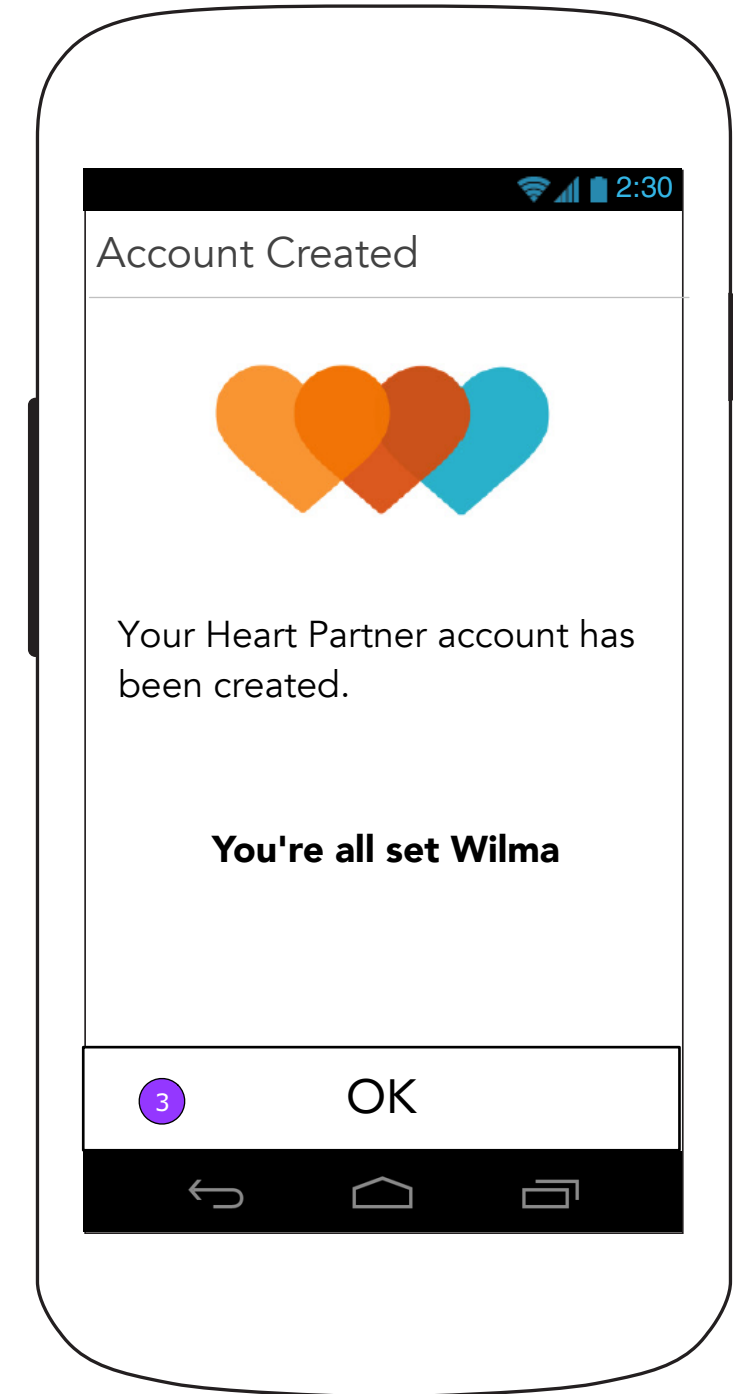 2:30
Account Created
Your Heart Partner account has
been created.
You're all set Wilma
3 OK